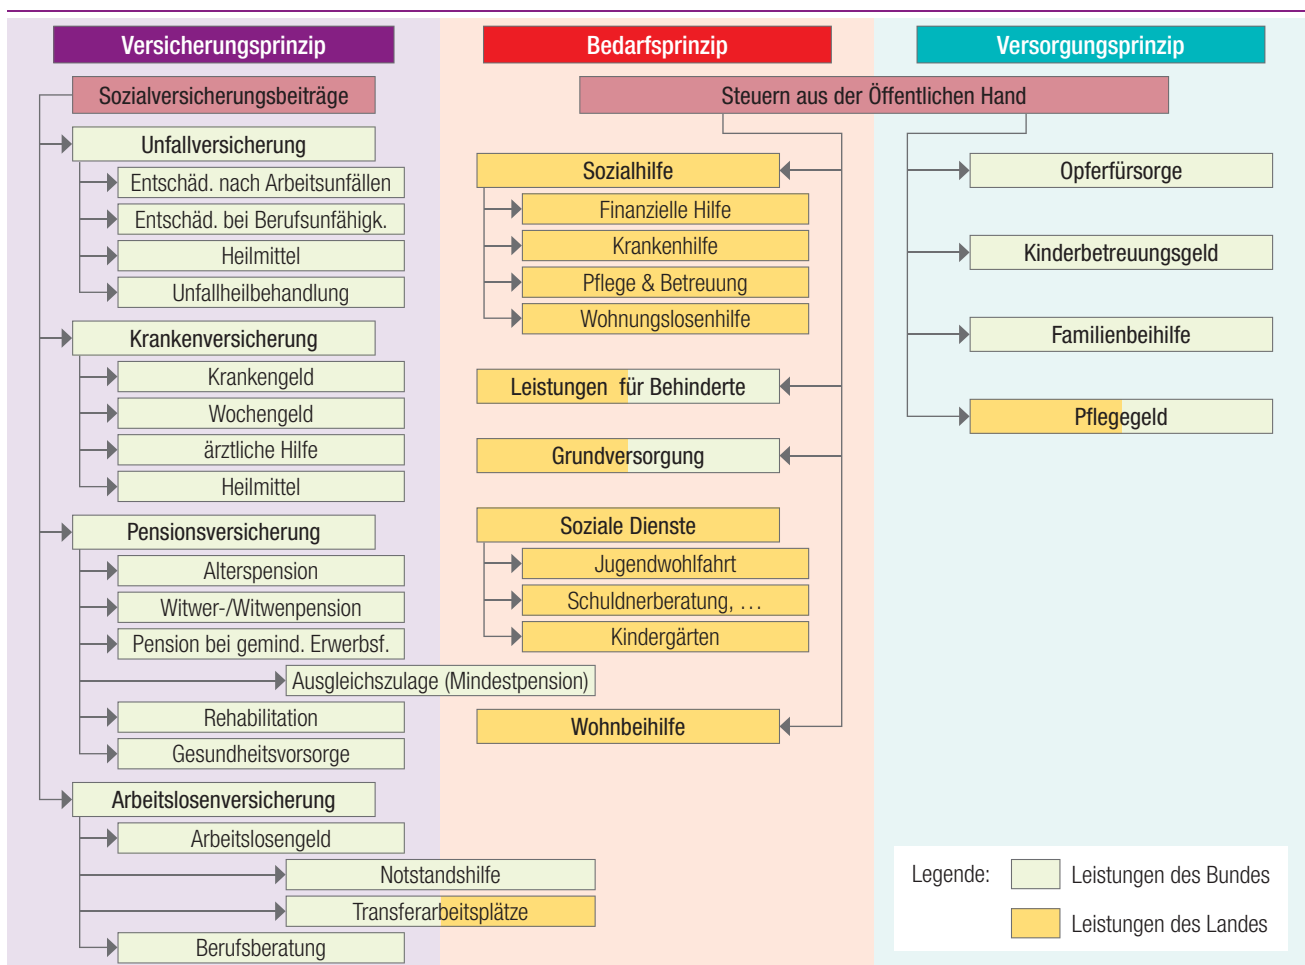 Versicherungsprinzip
Sozialversicherungsbeiträge
Unfallversicherung
Entschäd. nach Arbeitsunfällen
Entschäd. bei Berufsunfähigk.
Heilmittel
Unfallheilbehandlung
Krankenversicherung
Krankengeld
Wochengeld
ärztliche Hilfe
Heilmittel
Pensionsversicherung
Alterspension
Witwer-/Witwenpension
Pension bei gemind. Erwerbsf.
Ausgleichszulage (Mindestpension)
Rehabilitation
Gesundheitsvorsorge
Arbeitslosenversicherung
Arbeitslosengeld
Notstandshilfe
Transferarbeitsplätze
Berufsberatung
Bedarfsprinzip
Steuern aus der Öffentlichen Hand
Sozialhilfe
Finanzielle Hilfe
Krankenhilfe
Pflege & Betreuung
Wohnungslosenhilfe
Leistungen für Behinderte
Grundversorgung
Soziale Dienste
Jugendwohlfahrt
Schuldnerberatung, …
Kindergärten
Wohnbeihilfe
Versorgungsprinzip
Opferfürsorge
Kinderbetreuungsgeld
Familienbeihilfe
Pflegegeld
Legende:
Leistungen des Bundes
Leistungen des Landes